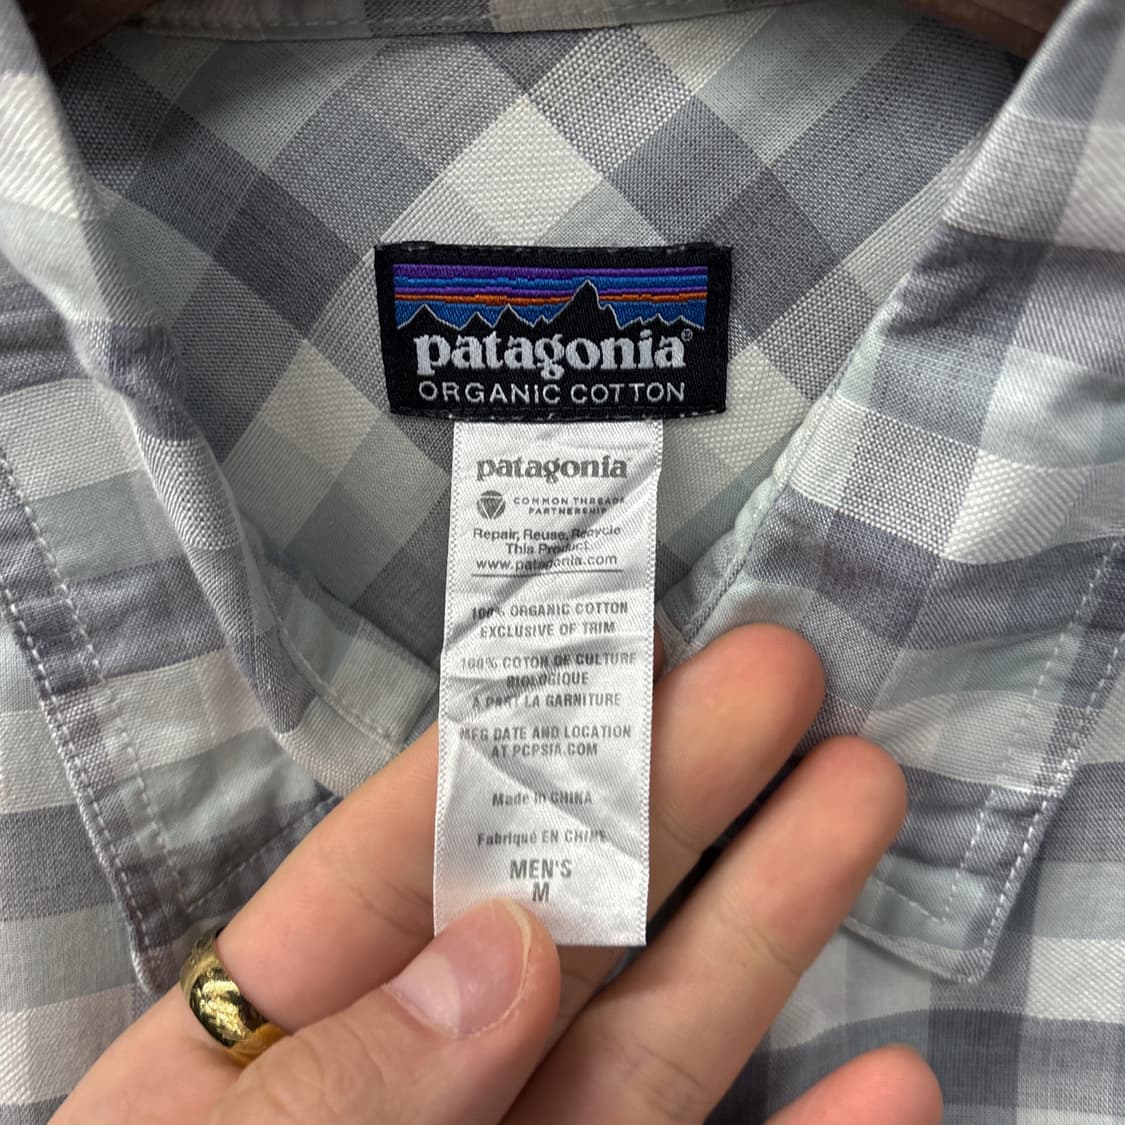 patagonia®
ORGANIC COTTON
patagonia
COMMON THREADS
PARTNERSHIP
Repair, Reuse, Recycle
This Product
www.patagonia.com
100% ORGANIC COTTON
EXCLUSIVE OF TRIM
100% COTON DE CULTURE
BIOLOGIQUE
À PART LA GARNITURE
MFG DATE AND LOCATION
AT PCPSIA.COM
Made in CHINA
Fabriqué EN CHINE
MEN'S
M